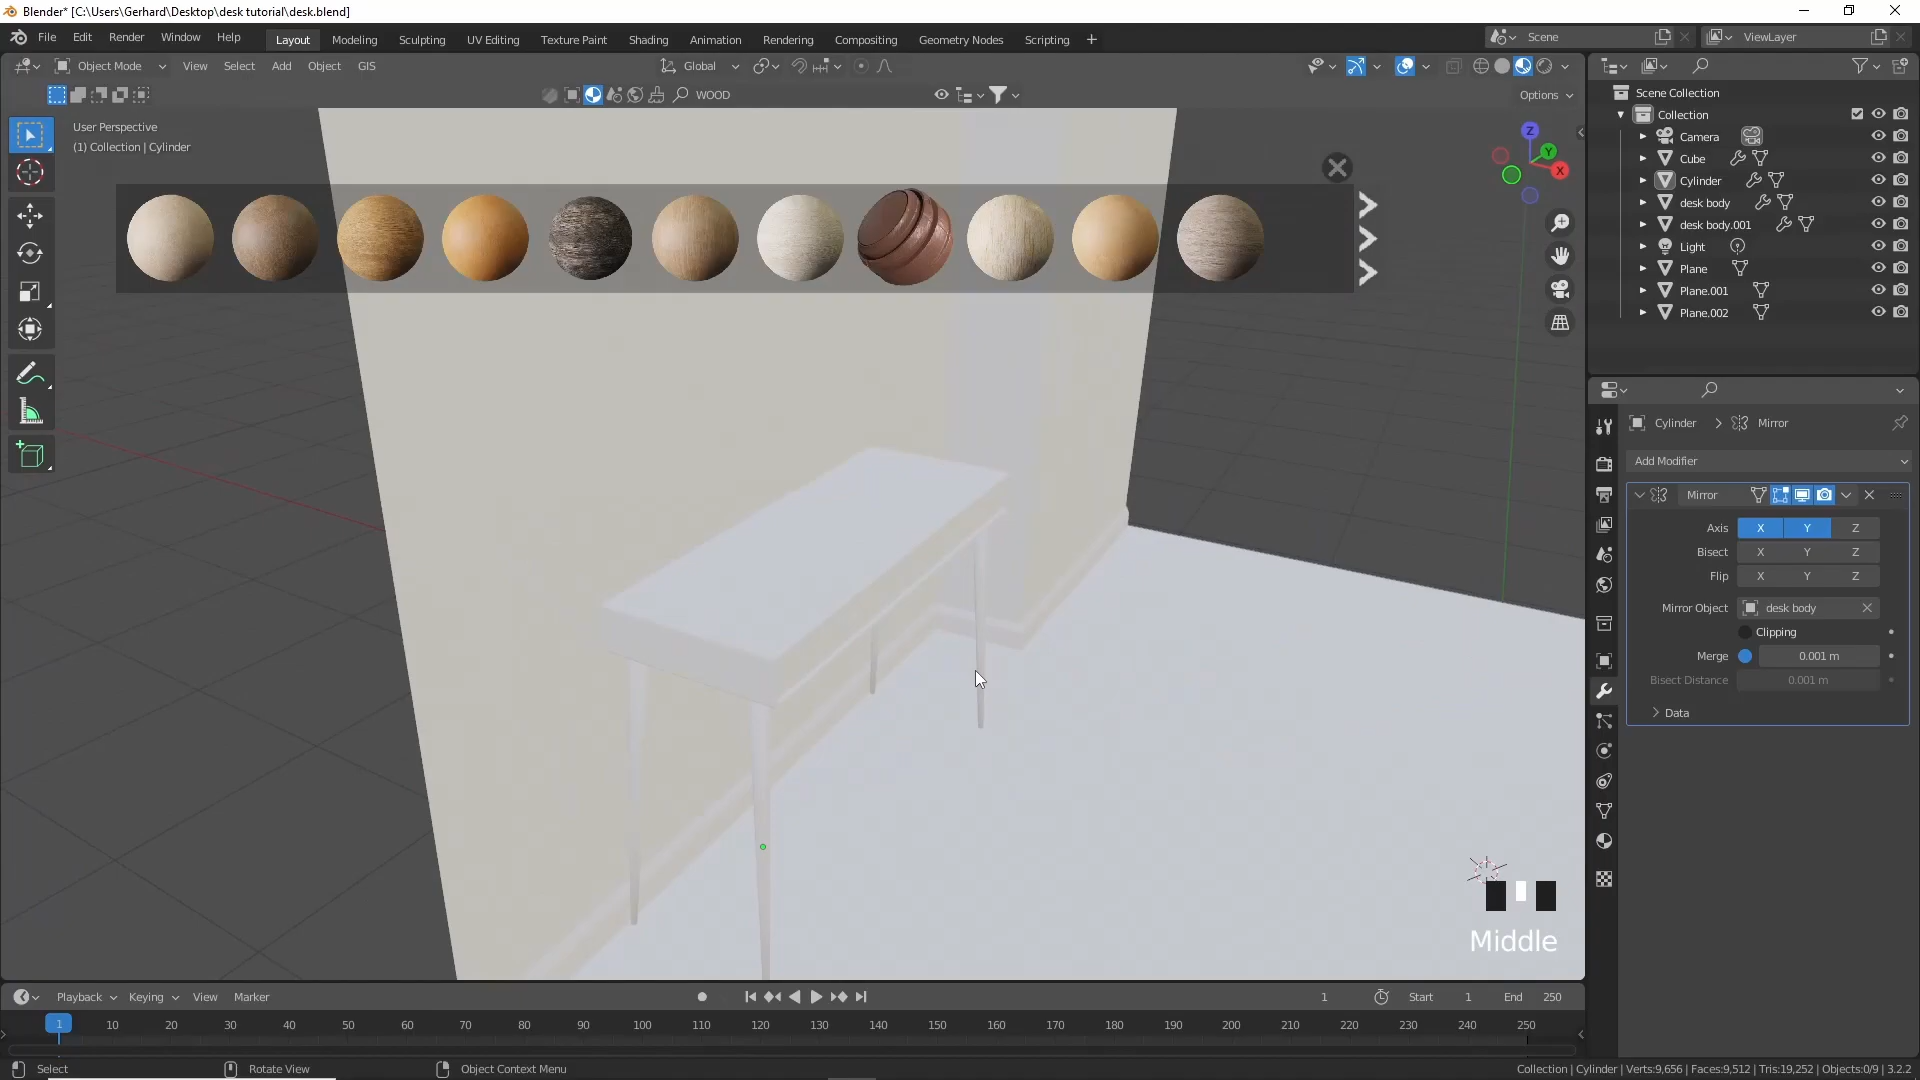 Blender* [C:\Users\Gerhard\Desktop\desk tutorial\desk.blend]
File Edit Render Window Help Layout Modeling Sculpting UV Editing Texture Paint Shading Animation Rendering Compositing Geometry Nodes Scripting Scene ViewLayer
Object Mode View Select Add Object GIS Global
WOOD Options
User Perspective
(1) Collection | Cylinder
Z
Y
X
Scene Collection
Collection
Camera
Cube
Cylinder
desk body
desk body.001
Light
Plane
Plane.001
Plane.002
Cylinder > Mirror
Add Modifier
Mirror
Axis X Y Z
Bisect X Y Z
Flip X Y Z
Mirror Object desk body
Clipping
Merge 0.001 m
Bisect Distance 0.001 m
Data
Middle
Playback Keying View Marker 1 Start 1 End 250
1 10 20 30 40 50 60 70 80 90 100 110 120 130 140 150 160 170 180 190 200 210 220 230 240 250
Select Rotate View Object Context Menu Collection | Cylinder | Verts:9,656 | Faces:9,512 | Tris:19,252 | Objects:0/9 | 3.2.2